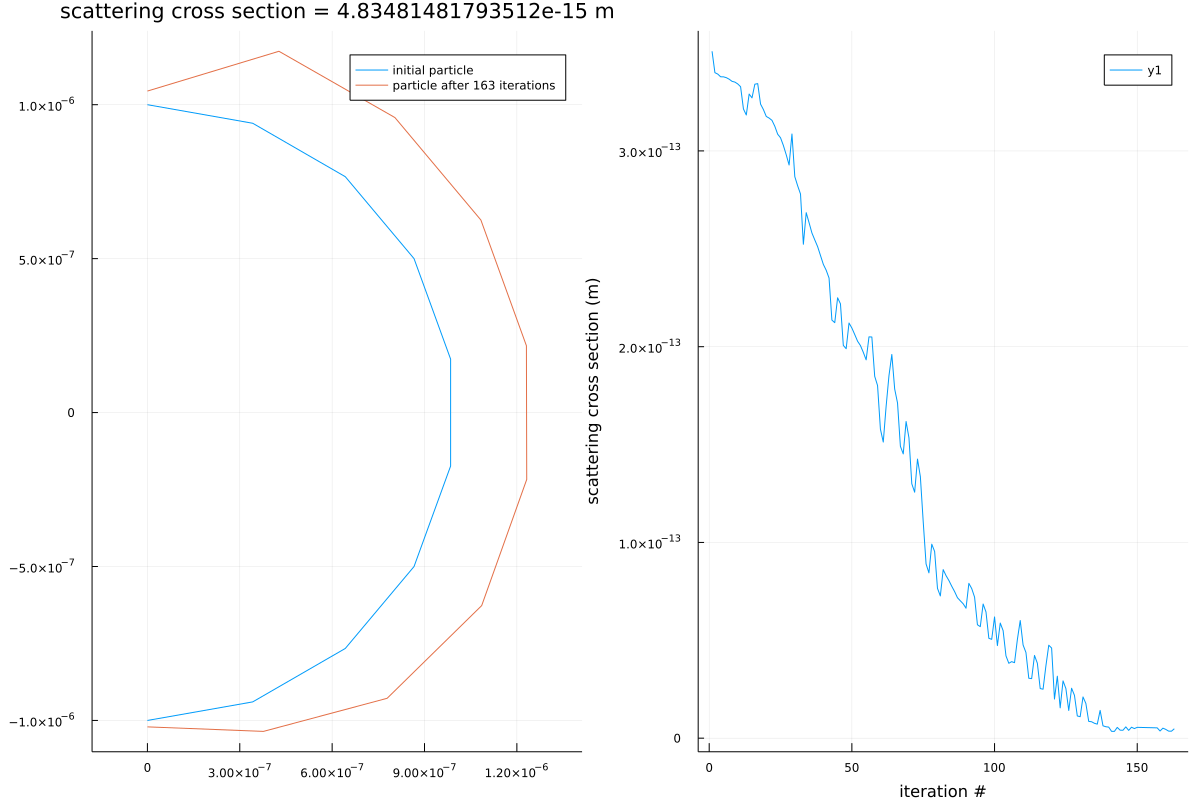 scattering cross section = 4.83481481793512e-15 m
initial particle
particle after 163 iterations
1.0×10⁻⁶
5.0×10⁻⁷
0
−5.0×10⁻⁷
−1.0×10⁻⁶
0 3.00×10⁻⁷ 6.00×10⁻⁷ 9.00×10⁻⁷ 1.20×10⁻⁶
y1
scattering cross section (m)
3.0×10⁻¹³
2.0×10⁻¹³
1.0×10⁻¹³
0
0 50 100 150
iteration #